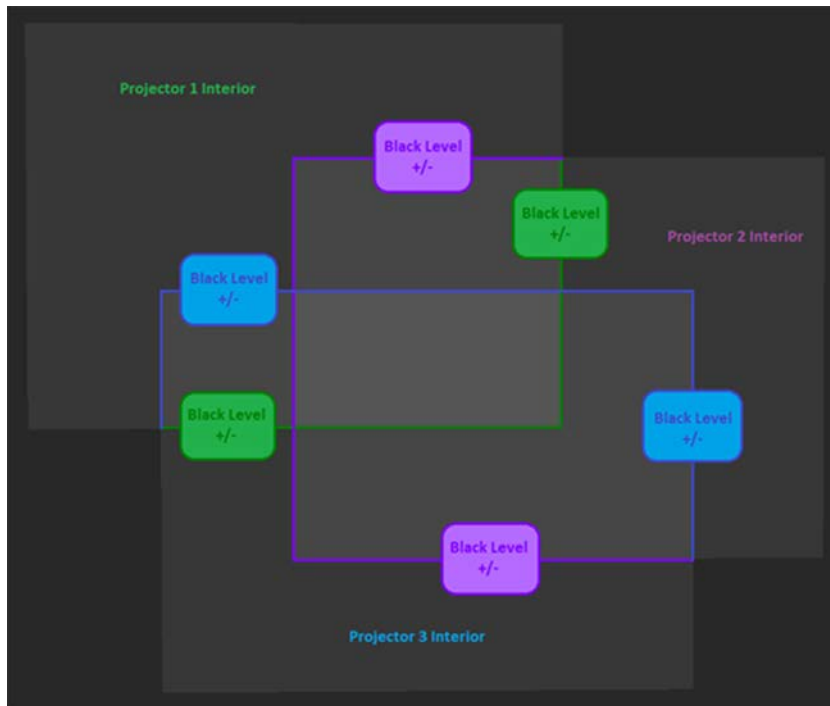 Projector 1 Interior
Black Level
+/-
Black Level
+/-
Projector 2 Interior
Black Level
+/-
Black Level
+/-
Black Level
+/-
Black Level
+/-
Projector 3 Interior